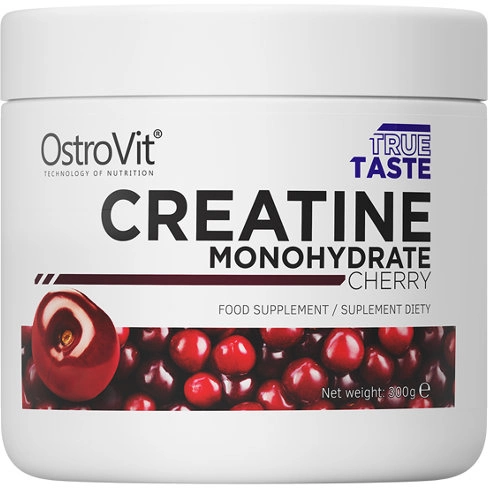 OstroVit®
TECHNOLOGY OF NUTRITION
TRUE
TASTE
CREATINE
MONOHYDRATE
CHERRY
FOOD SUPPLEMENT / SUPLEMENT DIETY
Net weight: 300g ℮